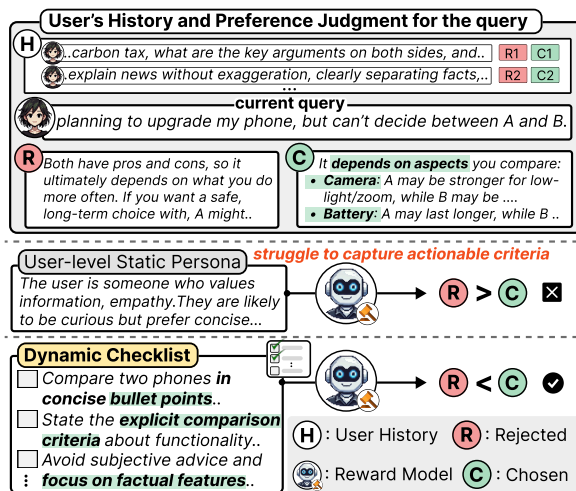 User's History and Preference Judgment for the query
H
..carbon tax, what are the key arguments on both sides, and.. R1 C1
.explain news without exaggeration, clearly separating facts,.. R2 C2
...
current query
planning to upgrade my phone, but can't decide between A and B.
R
Both have pros and cons, so it
ultimately depends on what you do
more often. If you want a safe,
long-term choice with, A might..
C
It depends on aspects you compare:
• Camera: A may be stronger for low-
light/zoom, while B may be ....
• Battery: A may last longer, while B ..
User-level Static Persona
struggle to capture actionable criteria
The user is someone who values
information, empathy.They are likely
to be curious but prefer concise...
R > C
Dynamic Checklist
Compare two phones in
concise bullet points..
State the explicit comparison
criteria about functionality..
Avoid subjective advice and
focus on factual features..
R < C
H : User History
R : Rejected
: Reward Model
C : Chosen